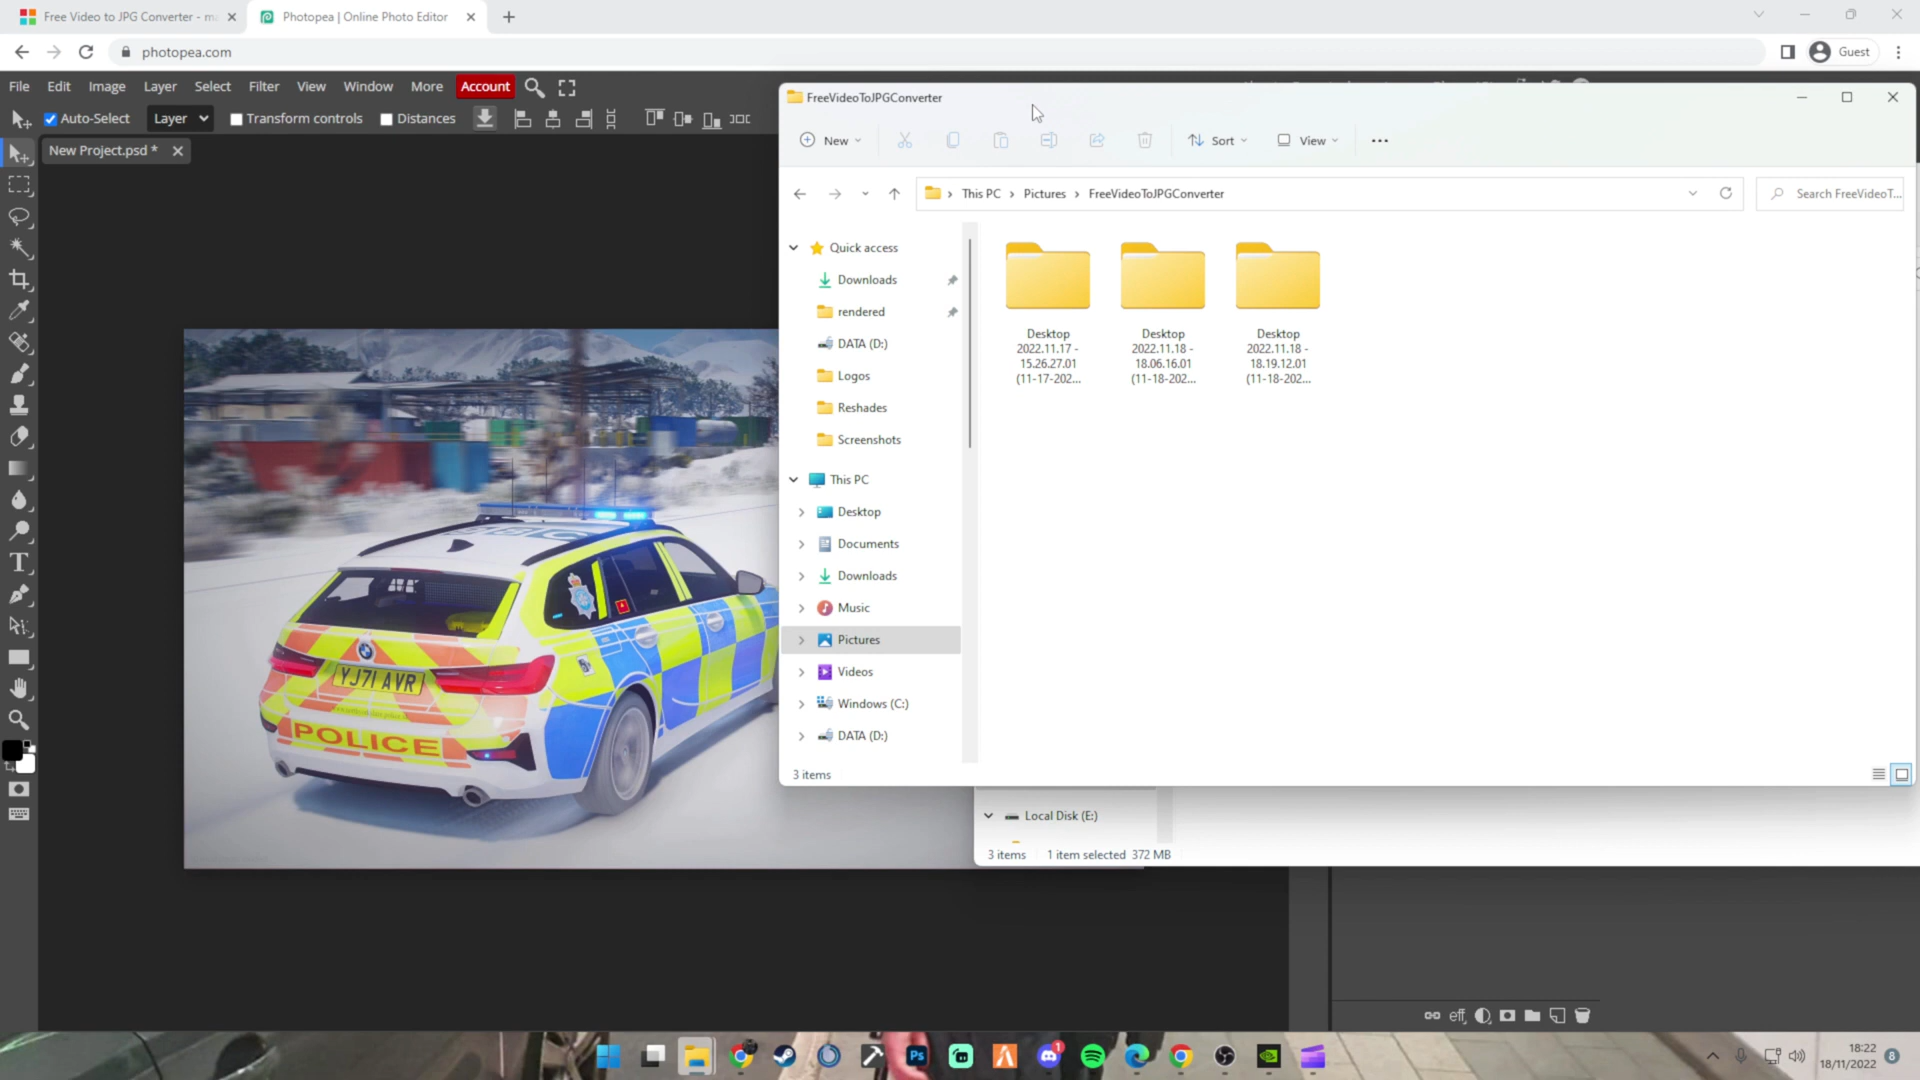 Free Video to JPG Converter - m
Photopea | Online Photo Editor
photopea.com
Guest
File Edit Image Layer Select Filter View Window More Account
Auto-Select Layer Transform controls Distances
New Project.psd *
FreeVideoToJPGConverter
New Sort View
This PC > Pictures > FreeVideoToJPGConverter
Search FreeVideoT...
Quick access
Downloads
rendered
DATA (D:)
Logos
Reshades
Screenshots
This PC
Desktop
Documents
Downloads
Music
Pictures
Videos
Windows (C:)
DATA (D:)
3 items
Desktop
2022.11.17 -
15.26.27.01
(11-17-202...
Desktop
2022.11.18 -
18.06.16.01
(11-18-202...
Desktop
2022.11.18 -
18.19.12.01
(11-18-202...
Local Disk (E:)
3 items 1 item selected 372 MB
YJ71 AVR
POLICE
eff
Ps
1
18:22
18/11/2022
8